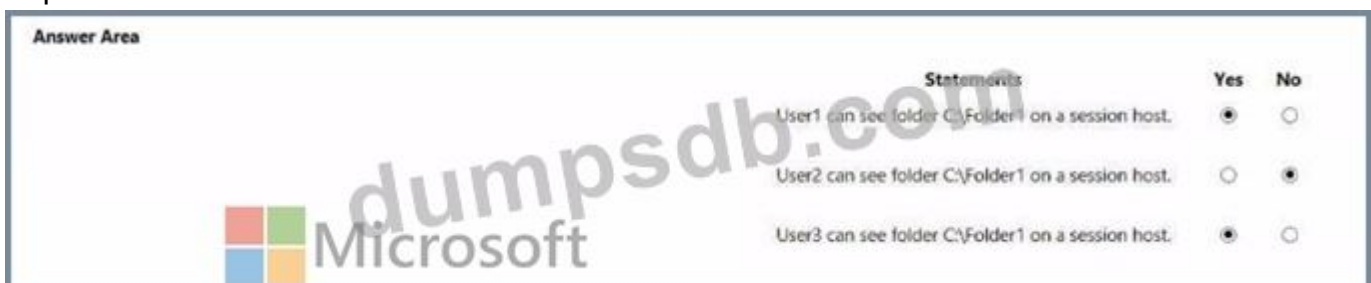 Answer Area
Statements Yes No
User1 can see folder C:\Folder1 on a session host.
User2 can see folder C:\Folder1 on a session host.
User3 can see folder C:\Folder1 on a session host.
dumpsdb.com
Microsoft